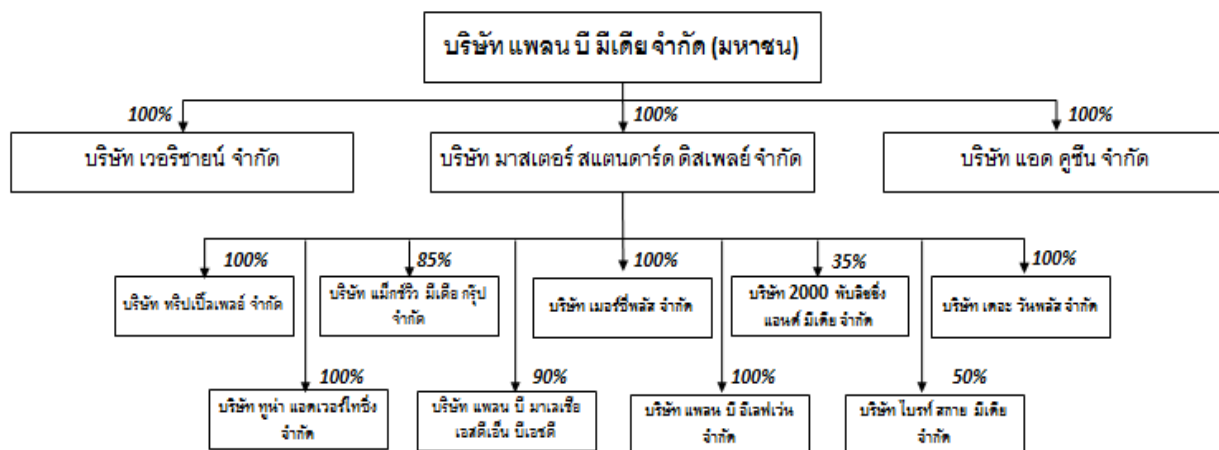 บริษัท แพลน บี มีเดีย จำกัด (มหาชน)
100%
100%
100%
บริษัท เวอริซายน์ จำกัด
บริษัท มาสเตอร์ สแตนดาร์ด ดิสเพลย์ จำกัด
บริษัท แอด คูซีน จำกัด
100%
85%
100%
35%
100%
บริษัท ทริปเปิ้ลเพลย์ จำกัด
บริษัท แม็กซ์วิว มีเดีย กรุ๊ป
จำกัด
บริษัท เมอร์ซี่พลัส จำกัด
บริษัท 2000 พับลิชชิ่ง
แอนด์ มีเดีย จำกัด
บริษัท เดอะ วันพลัส จำกัด
100%
90%
100%
50%
บริษัท ทูน่า แอดเวอร์ไทซิ่ง
จำกัด
บริษัท แพลน บี มาเลเซีย
เอสดีเอ็น บีเอชดี
บริษัท แพลน บี อีเลฟเว่น
จำกัด
บริษัท ไบรท์ สกาย มีเดีย
จำกัด